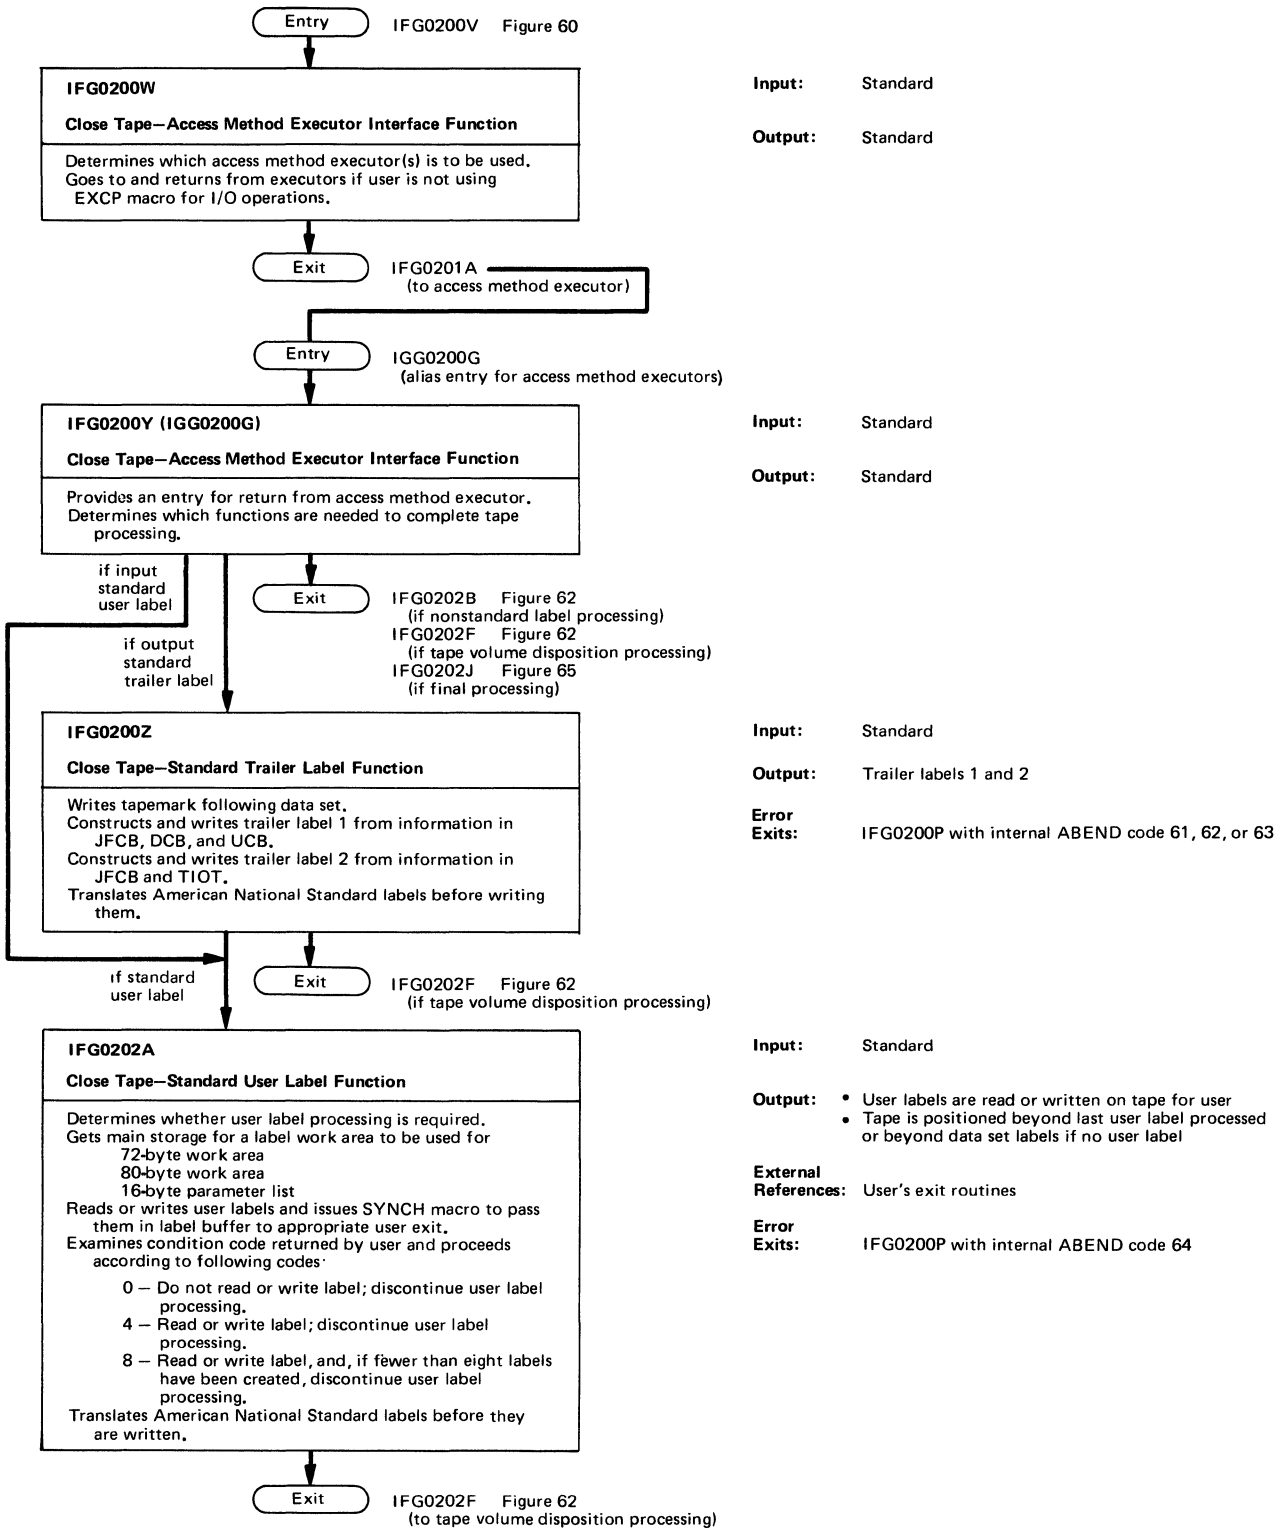 Entry
IFG0200V Figure 60
IFG0200W
Close Tape—Access Method Executor Interface Function
Determines which access method executor(s) is to be used.
Goes to and returns from executors if user is not using
EXCP macro for I/O operations.
Input: Standard
Output: Standard
Exit
IFG0201A
(to access method executor)
Entry
IGG0200G
(alias entry for access method executors)
IFG0200Y (IGG0200G)
Close Tape—Access Method Executor Interface Function
Provides an entry for return from access method executor.
Determines which functions are needed to complete tape
processing.
Input: Standard
Output: Standard
if input
standard
user label
if output
standard
trailer label
Exit
IFG0202B Figure 62
(if nonstandard label processing)
IFG0202F Figure 62
(if tape volume disposition processing)
IFG0202J Figure 65
(if final processing)
IFG0200Z
Close Tape—Standard Trailer Label Function
Writes tapemark following data set.
Constructs and writes trailer label 1 from information in
JFCB, DCB, and UCB.
Constructs and writes trailer label 2 from information in
JFCB and TIOT.
Translates American National Standard labels before writing
them.
Input: Standard
Output: Trailer labels 1 and 2
Error
Exits: IFG0200P with internal ABEND code 61, 62, or 63
if standard
user label
Exit
IFG0202F Figure 62
(if tape volume disposition processing)
IFG0202A
Close Tape—Standard User Label Function
Determines whether user label processing is required.
Gets main storage for a label work area to be used for
72-byte work area
80-byte work area
16-byte parameter list
Reads or writes user labels and issues SYNCH macro to pass
them in label buffer to appropriate user exit.
Examines condition code returned by user and proceeds
according to following codes:
0 — Do not read or write label; discontinue user label
processing.
4 — Read or write label; discontinue user label
processing.
8 — Read or write label, and, if fewer than eight labels
have been created, discontinue user label
processing.
Translates American National Standard labels before they
are written.
Input: Standard
Output: • User labels are read or written on tape for user
• Tape is positioned beyond last user label processed
or beyond data set labels if no user label
External
References: User's exit routines
Error
Exits: IFG0200P with internal ABEND code 64
Exit
IFG0202F Figure 62
(to tape volume disposition processing)